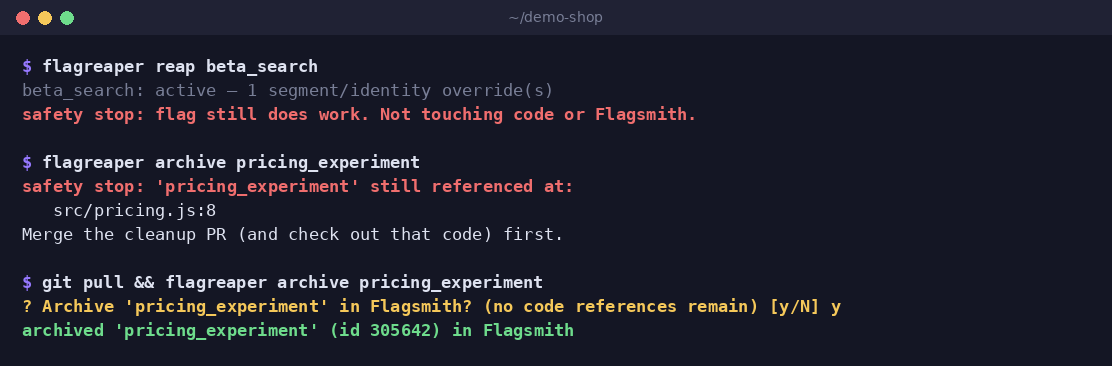 ~/demo-shop
$ flagreaper reap beta_search
beta_search: active — 1 segment/identity override(s)
safety stop: flag still does work. Not touching code or Flagsmith.
$ flagreaper archive pricing_experiment
safety stop: 'pricing_experiment' still referenced at:
src/pricing.js:8
Merge the cleanup PR (and check out that code) first.
$ git pull && flagreaper archive pricing_experiment
? Archive 'pricing_experiment' in Flagsmith? (no code references remain) [y/N] y
archived 'pricing_experiment' (id 305642) in Flagsmith